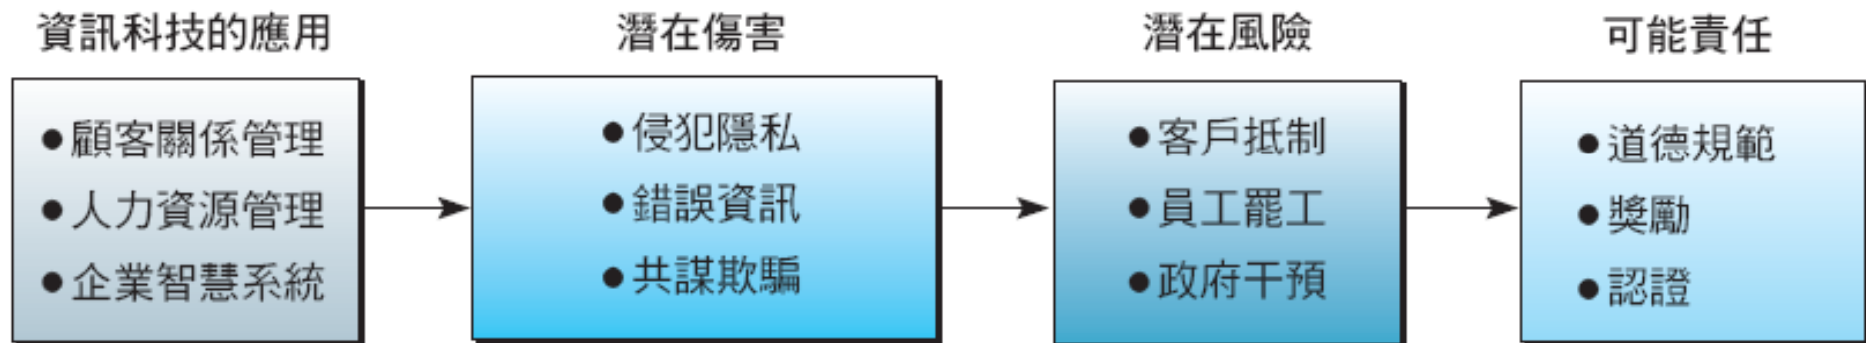 資訊科技的應用
●顧客關係管理
●人力資源管理
●企業智慧系統
潛在傷害
●侵犯隱私
●錯誤資訊
●共謀欺騙
潛在風險
●客戶抵制
●員工罷工
●政府干預
可能責任
●道德規範
●獎勵
●認證